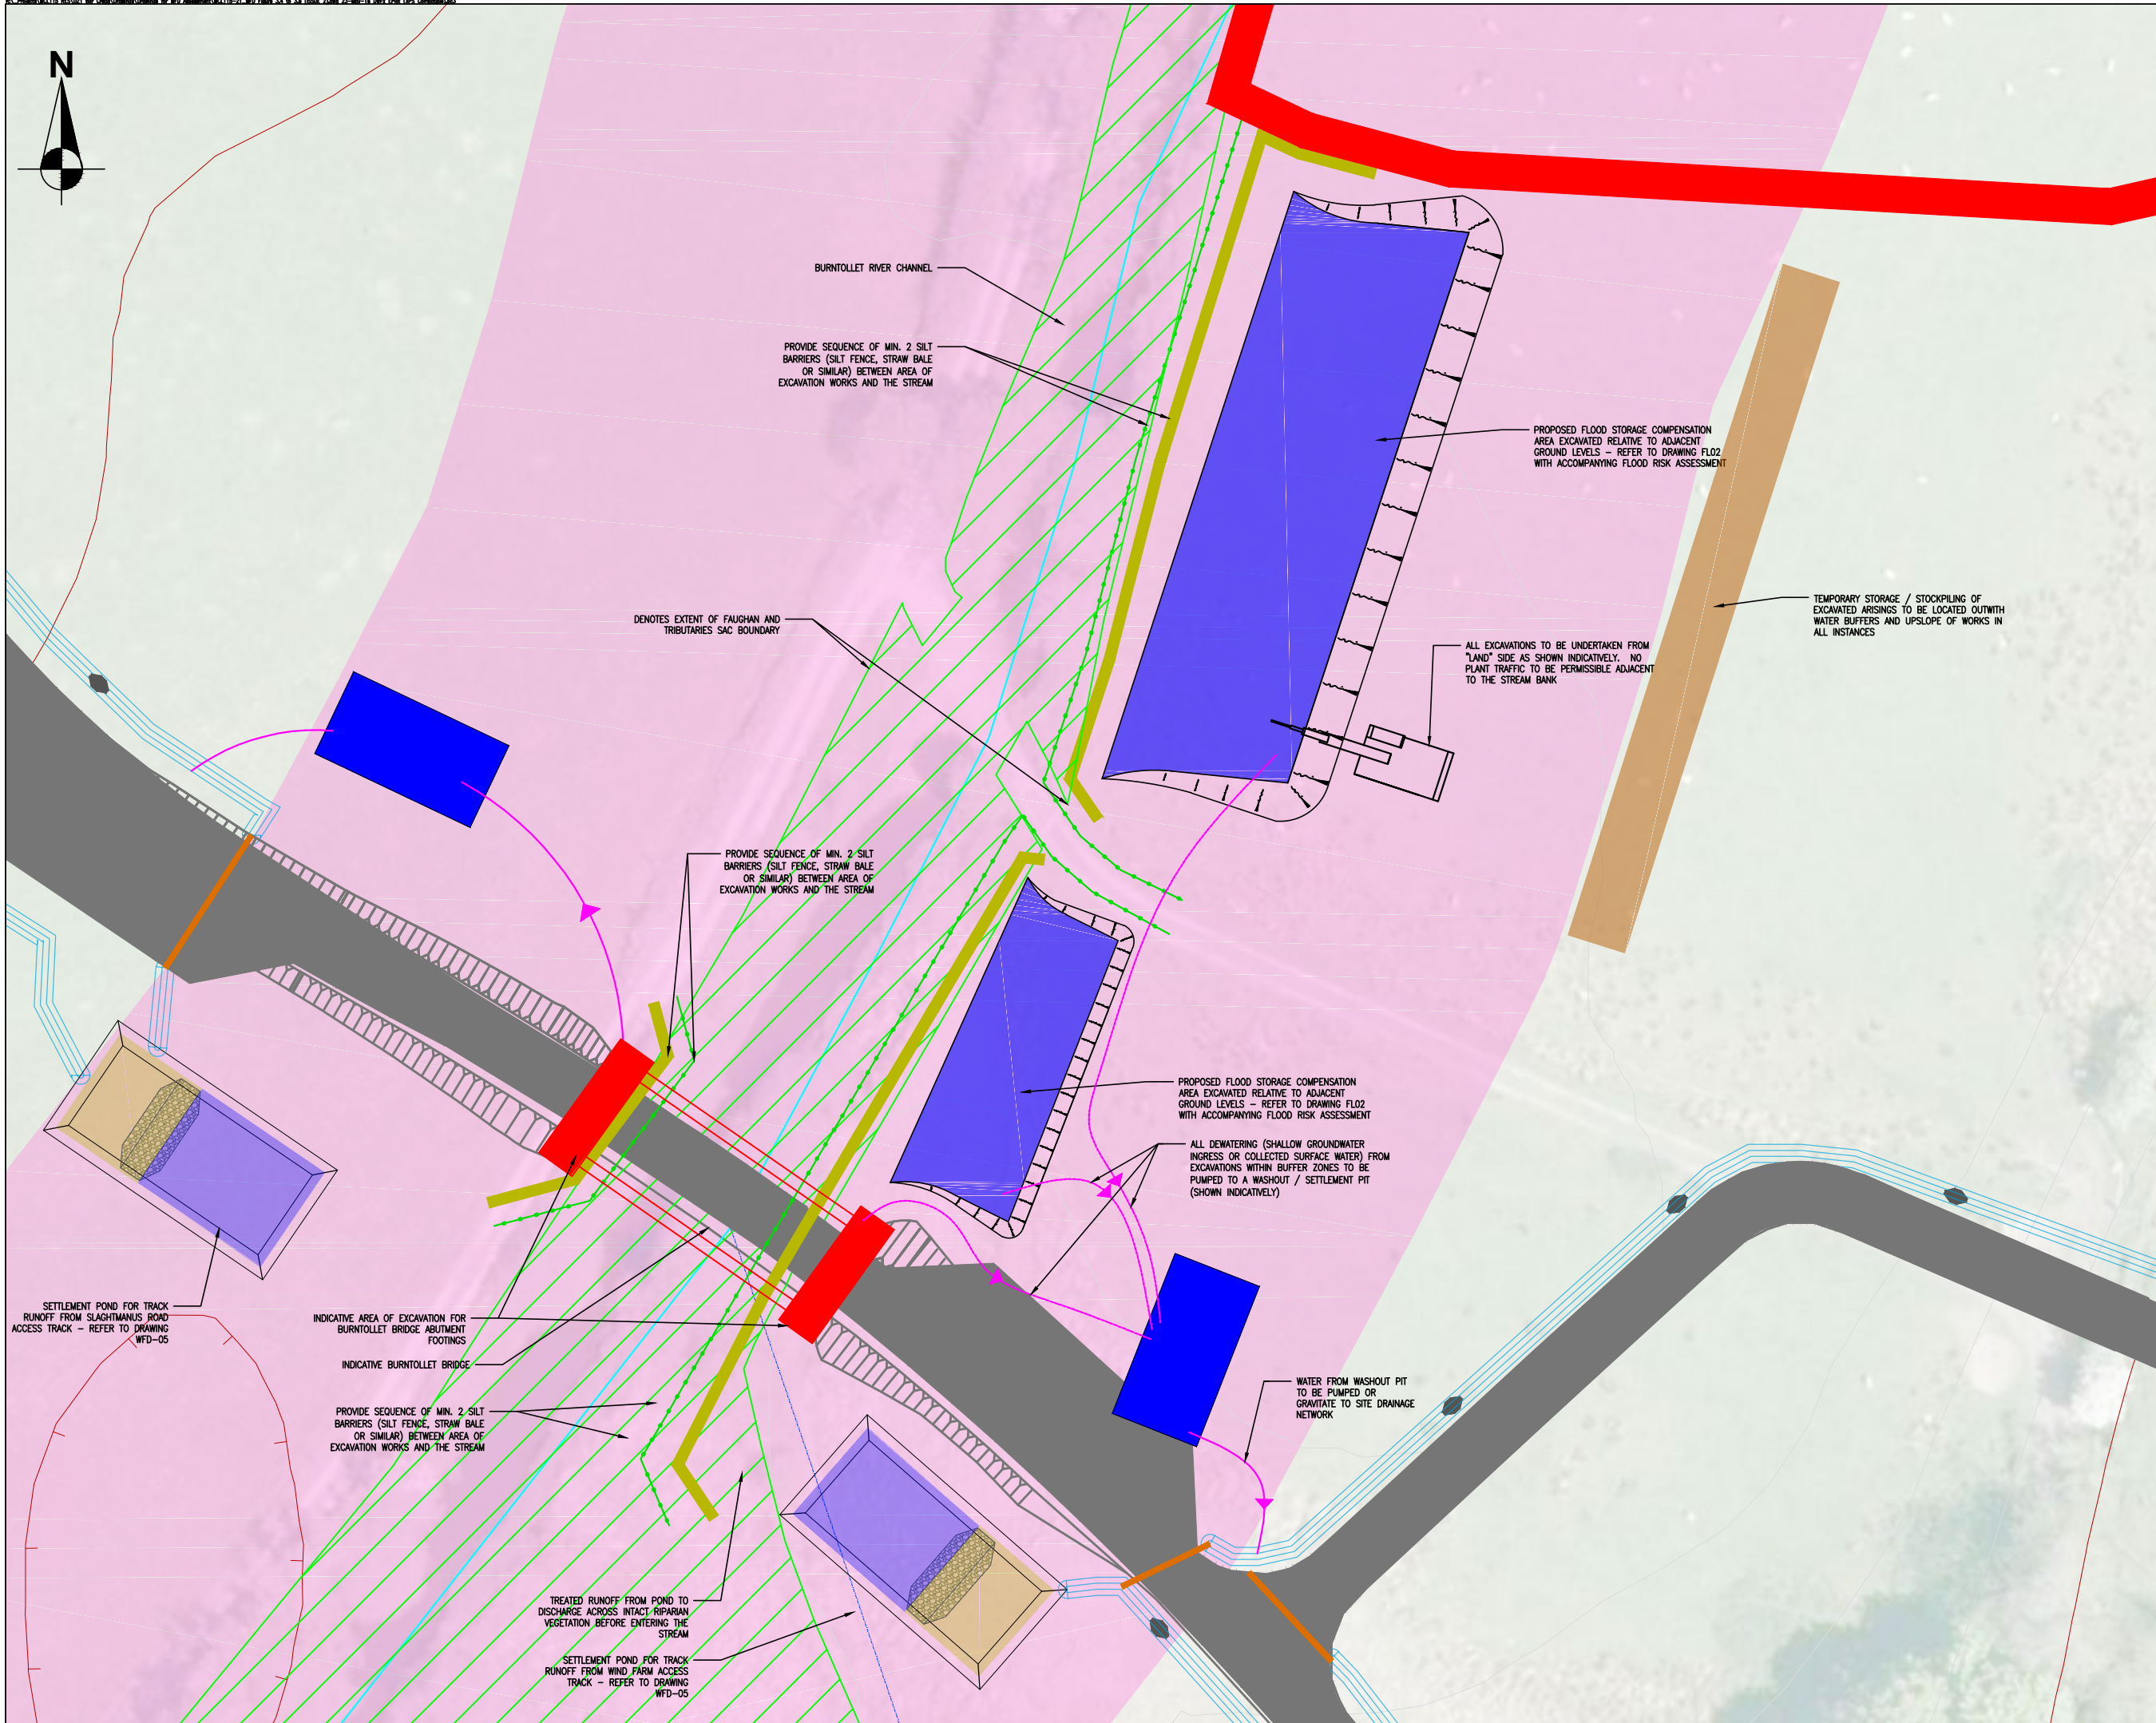 N
BURNTOLLET RIVER CHANNEL
PROVIDE SEQUENCE OF MIN. 2 SILT
BARRIERS (SILT FENCE, STRAW BALE
OR SIMILAR) BETWEEN AREA OF
EXCAVATION WORKS AND THE STREAM
PROPOSED FLOOD STORAGE COMPENSATION
AREA EXCAVATED RELATIVE TO ADJACENT
GROUND LEVELS – REFER TO DRAWING FL02
WITH ACCOMPANYING FLOOD RISK ASSESSMENT
TEMPORARY STORAGE / STOCKPILING OF
EXCAVATED ARISINGS TO BE LOCATED OUTWITH
WATER BUFFERS AND UPSLOPE OF WORKS IN
ALL INSTANCES
DENOTES EXTENT OF FAUGHAN AND
TRIBUTARIES SAC BOUNDARY
ALL EXCAVATIONS TO BE UNDERTAKEN FROM
"LAND" SIDE AS SHOWN INDICATIVELY. NO
PLANT TRAFFIC TO BE PERMISSIBLE ADJACENT
TO THE STREAM BANK
PROVIDE SEQUENCE OF MIN. 2 SILT
BARRIERS (SILT FENCE, STRAW BALE
OR SIMILAR) BETWEEN AREA OF
EXCAVATION WORKS AND THE STREAM
PROPOSED FLOOD STORAGE COMPENSATION
AREA EXCAVATED RELATIVE TO ADJACENT
GROUND LEVELS – REFER TO DRAWING FL02
WITH ACCOMPANYING FLOOD RISK ASSESSMENT
ALL DEWATERING (SHALLOW GROUNDWATER
INGRESS OR COLLECTED SURFACE WATER) FROM
EXCAVATIONS WITHIN BUFFER ZONES TO BE
PUMPED TO A WASHOUT / SETTLEMENT PIT
(SHOWN INDICATIVELY)
SETTLEMENT POND FOR TRACK
RUNOFF FROM SLAGHTMANUS ROAD
ACCESS TRACK – REFER TO DRAWING
WFD–05
INDICATIVE AREA OF EXCAVATION FOR
BURNTOLLET BRIDGE ABUTMENT
FOOTINGS
INDICATIVE BURNTOLLET BRIDGE
WATER FROM WASHOUT PIT
TO BE PUMPED OR
GRAVITATE TO SITE DRAINAGE
NETWORK
PROVIDE SEQUENCE OF MIN. 2 SILT
BARRIERS (SILT FENCE, STRAW BALE
OR SIMILAR) BETWEEN AREA OF
EXCAVATION WORKS AND THE STREAM
TREATED RUNOFF FROM POND TO
DISCHARGE ACROSS INTACT RIPARIAN
VEGETATION BEFORE ENTERING THE
STREAM
SETTLEMENT POND FOR TRACK
RUNOFF FROM WIND FARM ACCESS
TRACK – REFER TO DRAWING
WFD–05